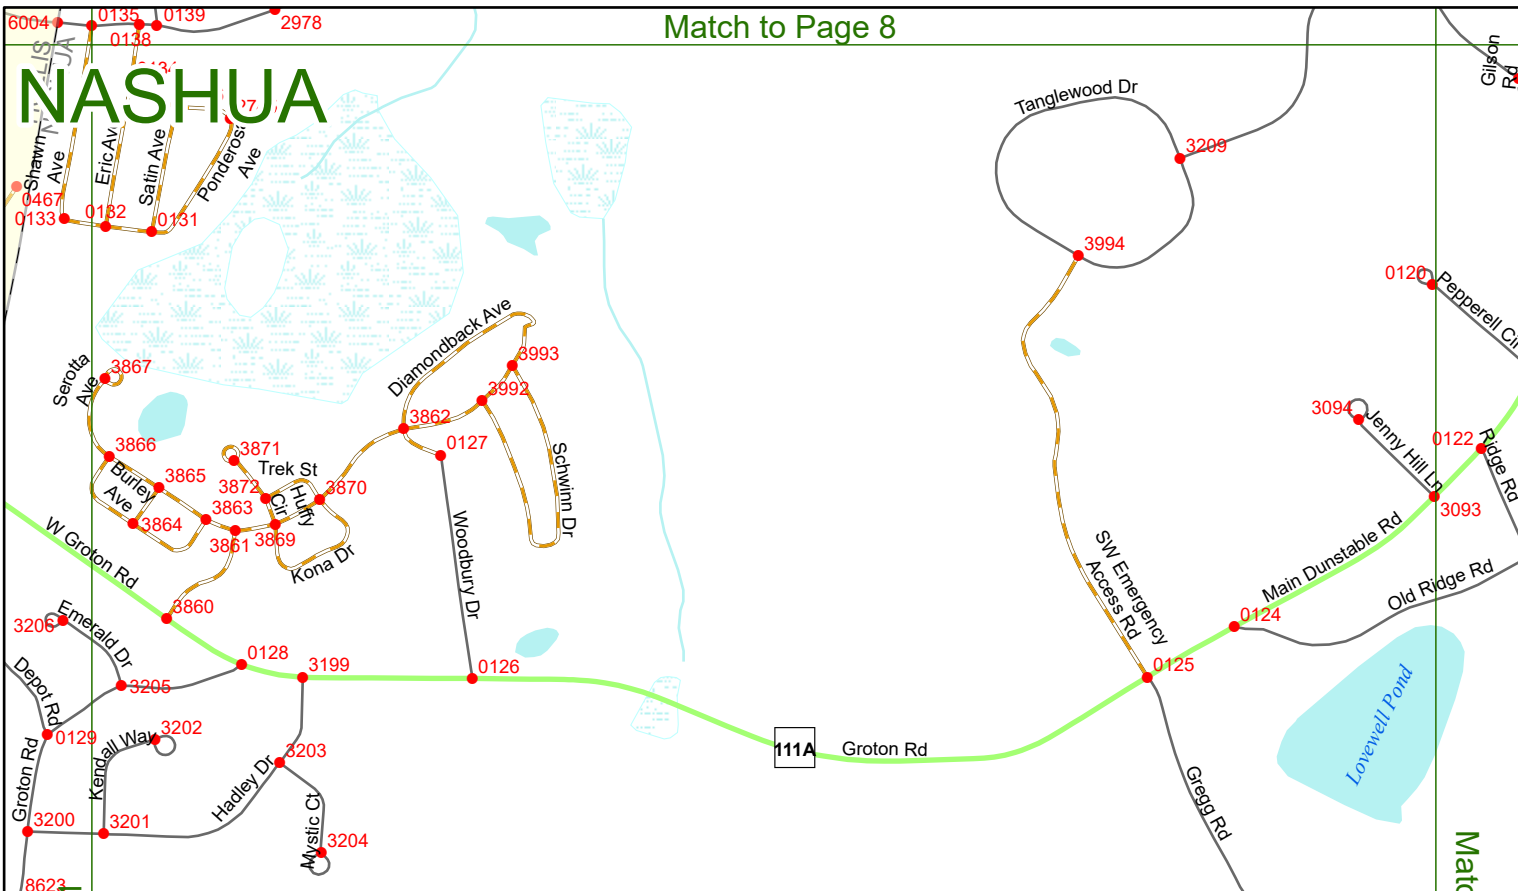 6004
0135
0139
2978
0138
Match to Page 8
Gilson
Rd
NASHUA
Shawn
Ave
Eric Av
Satin Ave
Ponderosa
Ave
0467
0133
0132
0131
Tanglewood Dr
3209
3994
0120
Pepperell Cir
Serotta
Ave
3867
Diamondback Ave
3993
3992
3862
0127
3866
Burley
Ave
3865
3871
Trek St
3872
Huffy
Cir
3870
3863
3864
3861
3869
Kona Dr
Schwinn Dr
Woodbury Dr
3094
Jenny Hill Ln
0122
Ridge Rd
3093
W Groton Rd
3860
SW Emergency
Access Rd
Main Dunstable Rd
Old Ridge Rd
0124
3206
Emerald Dr
0128
3199
0126
0125
Depot Rd
3205
0129
3202
Kendall Way
Groton Rd
3203
Hadley Dr
111A
Groton Rd
Lovewell Pond
Gregg Rd
3200
3201
Mystic Ct
3204
8623
Matc